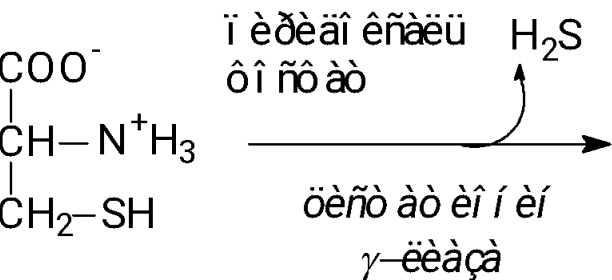 COO⁻
ï èðèäî êñàëü
ôî ñô àò
H₂S
CH—N⁺H₃
CH₂—SH
öèñò àò èî í èí
γ—ëèàçà